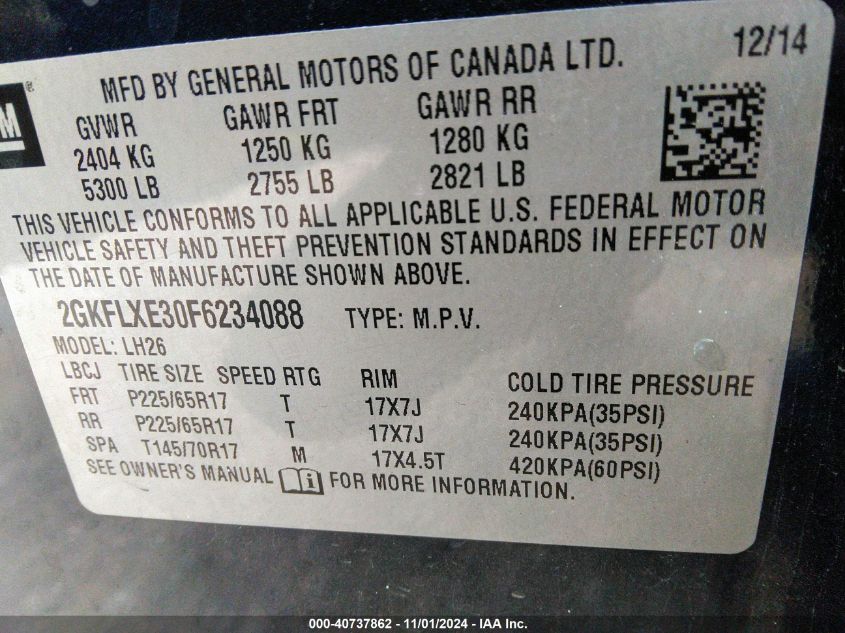 12/14
MFD BY GENERAL MOTORS OF CANADA LTD.
GVWR GAWR FRT GAWR RR
2404 KG 1250 KG 1280 KG
5300 LB 2755 LB 2821 LB
THIS VEHICLE CONFORMS TO ALL APPLICABLE U.S. FEDERAL MOTOR
VEHICLE SAFETY AND THEFT PREVENTION STANDARDS IN EFFECT ON
THE DATE OF MANUFACTURE SHOWN ABOVE.
2GKFLXE30F6234088 TYPE: M.P.V.
MODEL: LH26
LBCJ TIRE SIZE SPEED RTG RIM COLD TIRE PRESSURE
FRT P225/65R17 T 17X7J 240KPA(35PSI)
RR P225/65R17 T 17X7J 240KPA(35PSI)
SPA T145/70R17 M 17X4.5T 420KPA(60PSI)
SEE OWNER'S MANUAL i FOR MORE INFORMATION.
000-40737862 - 11/01/2024 - IAA Inc.